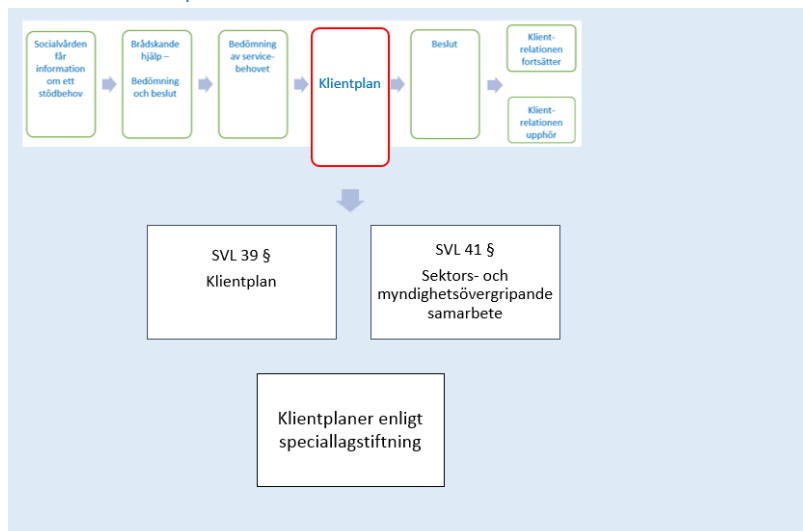 Socialvården
får
information
om ett
stödbehov
Brådskande
hjälp –
Bedömning
och beslut
Bedömning
av service-
behovet
Klientplan
Beslut
Klient-
relationen
fortsätter
Klient-
relationen
upphör
SVL 39 §
Klientplan
SVL 41 §
Sektors- och
myndighetsövergripande
samarbete
Klientplaner enligt
speciallagstiftning